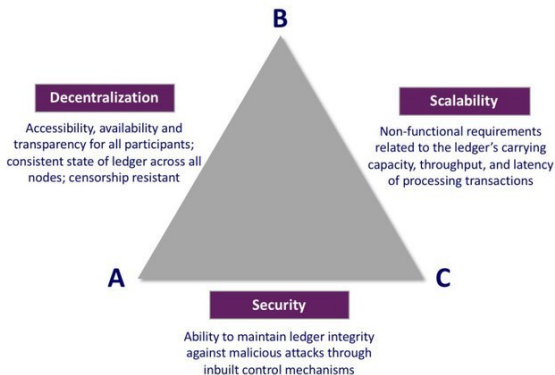 B
Decentralization
Accessibility, availability and
transparency for all participants;
consistent state of ledger across all
nodes; censorship resistant
Scalability
Non-functional requirements
related to the ledger's carrying
capacity, throughput, and latency
of processing transactions
A
C
Security
Ability to maintain ledger integrity
against malicious attacks through
inbuilt control mechanisms